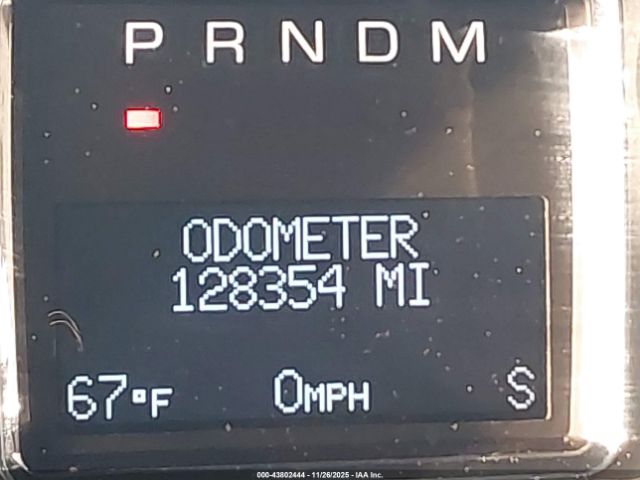 P R N D M
ODOMETER
128354 MI
67°F 0MPH S
000-43802444 - 11/26/2025 - IAA Inc.